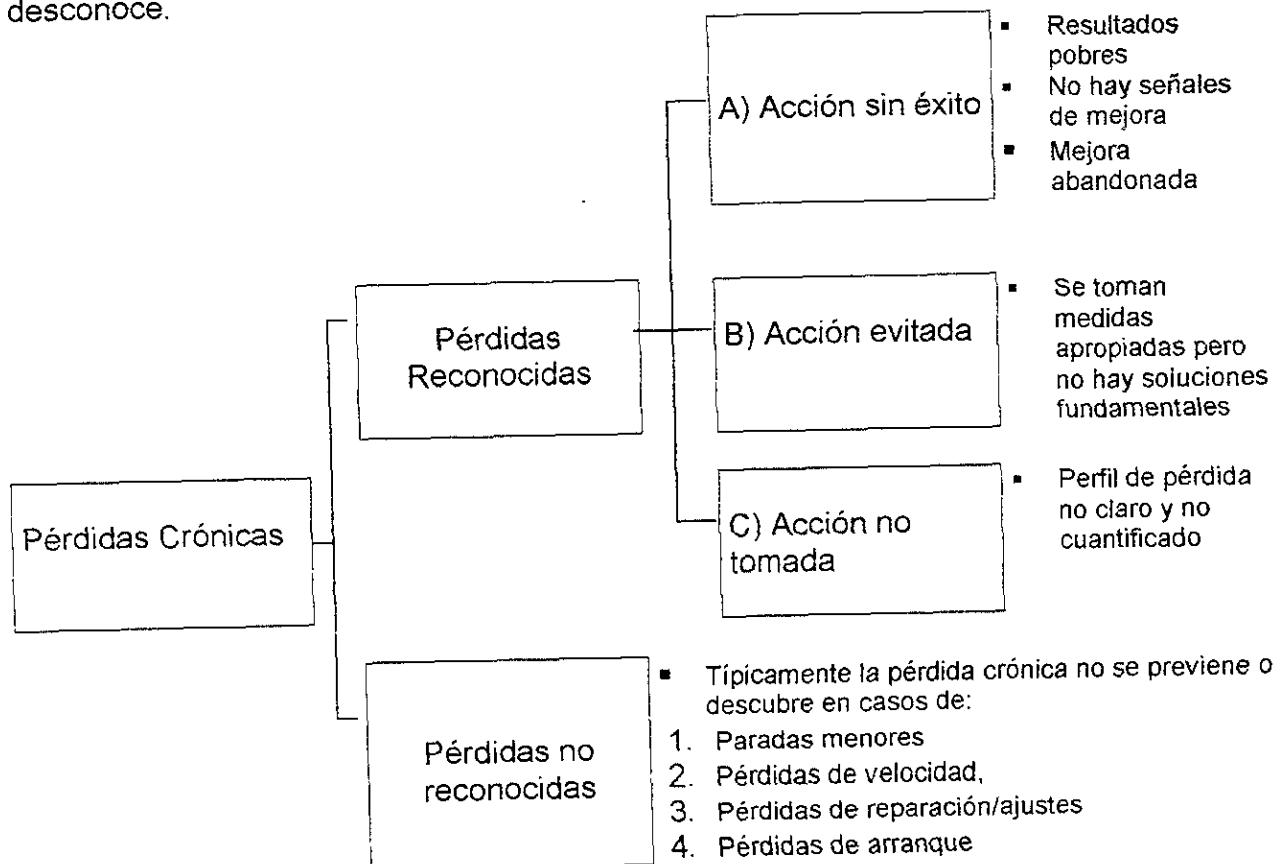 desconoce.
A) Acción sin éxito
▪ Resultados
pobres
▪ No hay señales
de mejora
▪ Mejora
abandonada
Pérdidas
Reconocidas
B) Acción evitada
▪ Se toman
medidas
apropiadas pero
no hay soluciones
fundamentales
Pérdidas Crónicas
C) Acción no
tomada
▪ Perfil de pérdida
no claro y no
cuantificado
Pérdidas no
reconocidas
▪ Típicamente la pérdida crónica no se previene o
descubre en casos de:
1. Paradas menores
2. Pérdidas de velocidad,
3. Pérdidas de reparación/ajustes
4. Pérdidas de arranque